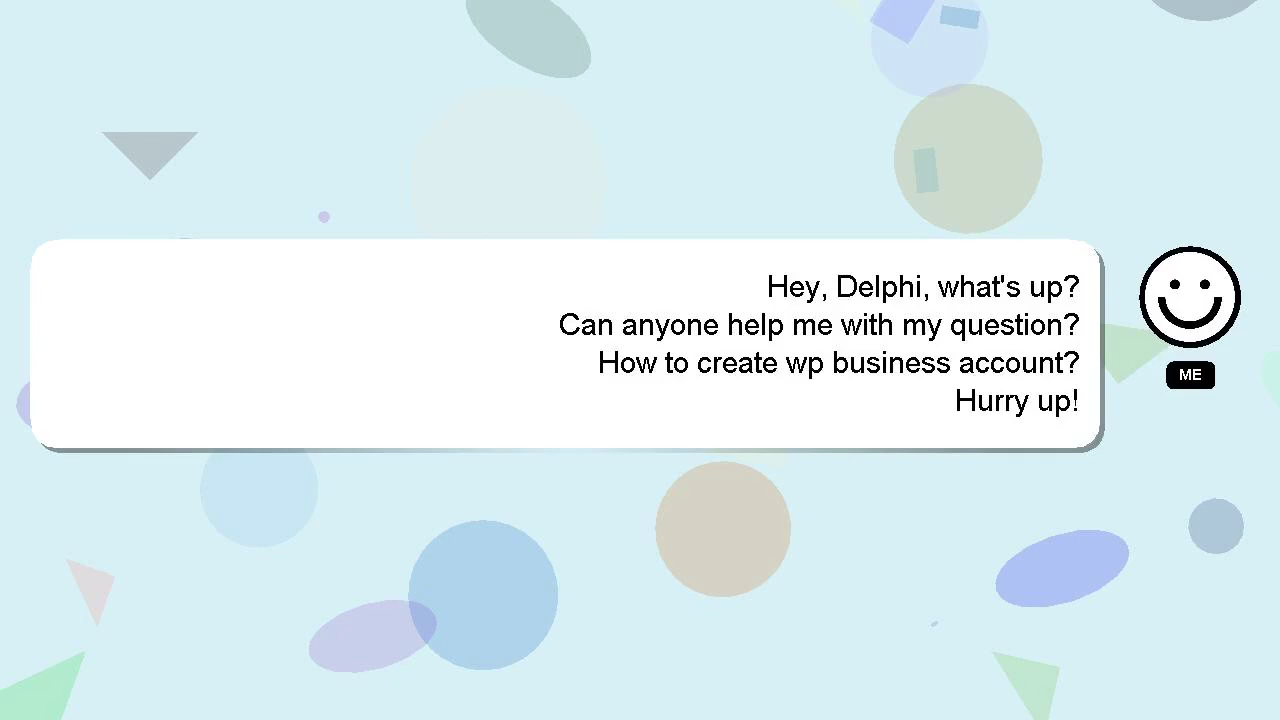 Hey, Delphi, what's up?
Can anyone help me with my question?
How to create wp business account?
Hurry up!
ME